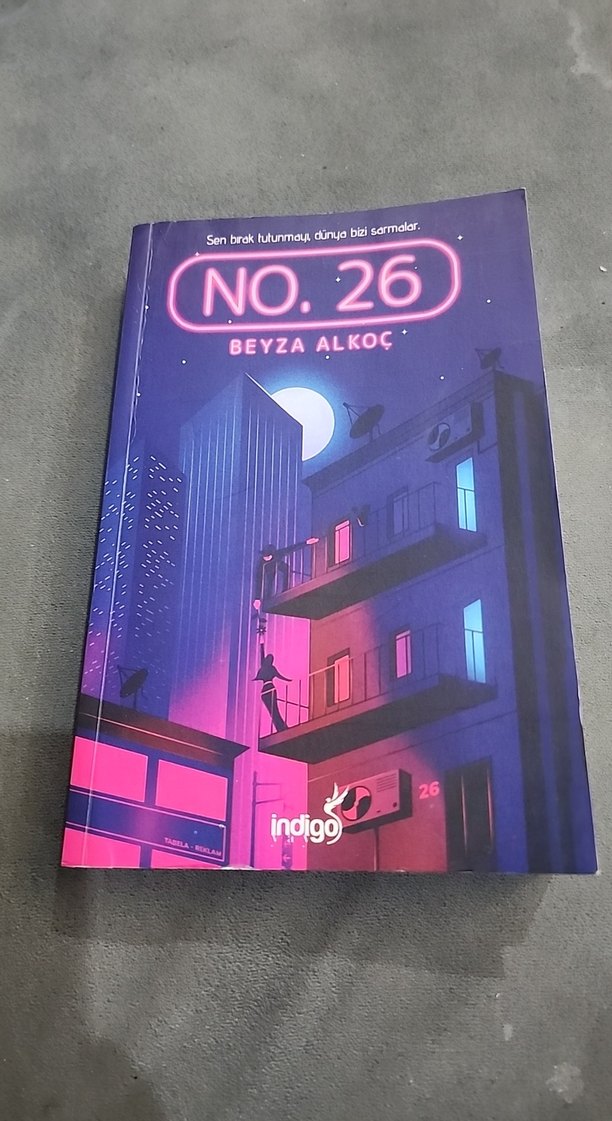 Sen bırak tutunmayı, dünya bizi sarmalar.
NO. 26
BEYZA ALKOÇ
26
indigo
TABELA - REKLAM